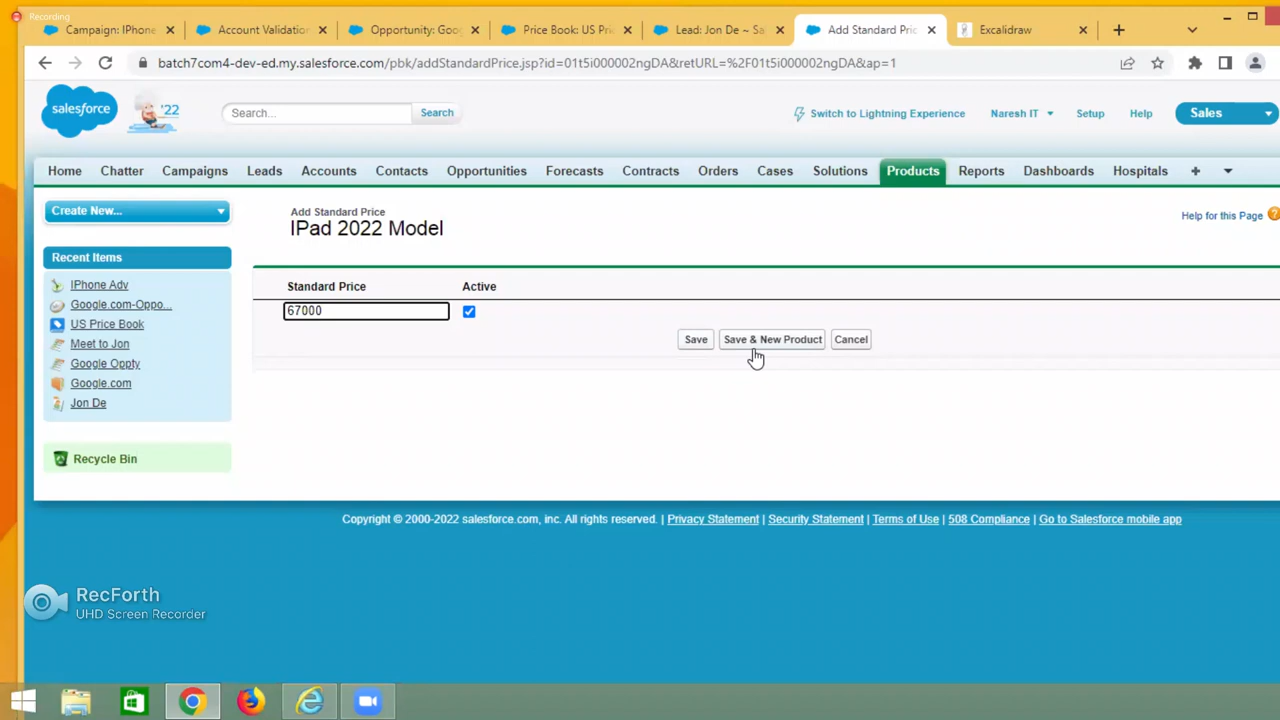 Recording
Campaign: IPhone
Account Validatio
Opportunity: Goo
Price Book: US Pri
Lead: Jon De ~ Sa
Add Standard Pric
Excalidraw
batch7com4-dev-ed.my.salesforce.com/pbk/addStandardPrice.jsp?id=01t5i000002ngDA&retURL=%2F01t5i000002ngDA&ap=1
salesforce
'22
Search...
Search
Switch to Lightning Experience
Naresh IT
Setup
Help
Sales
Home
Chatter
Campaigns
Leads
Accounts
Contacts
Opportunities
Forecasts
Contracts
Orders
Cases
Solutions
Products
Reports
Dashboards
Hospitals
+
Create New...
Add Standard Price
IPad 2022 Model
Help for this Page ?
Recent Items
IPhone Adv
Google.com-Oppo...
US Price Book
Meet to Jon
Google Oppty
Google.com
Jon De
Recycle Bin
Standard Price
Active
67000
Save
Save & New Product
Cancel
Copyright © 2000-2022 salesforce.com, inc. All rights reserved. | Privacy Statement | Security Statement | Terms of Use | 508 Compliance | Go to Salesforce mobile app
RecForth
UHD Screen Recorder